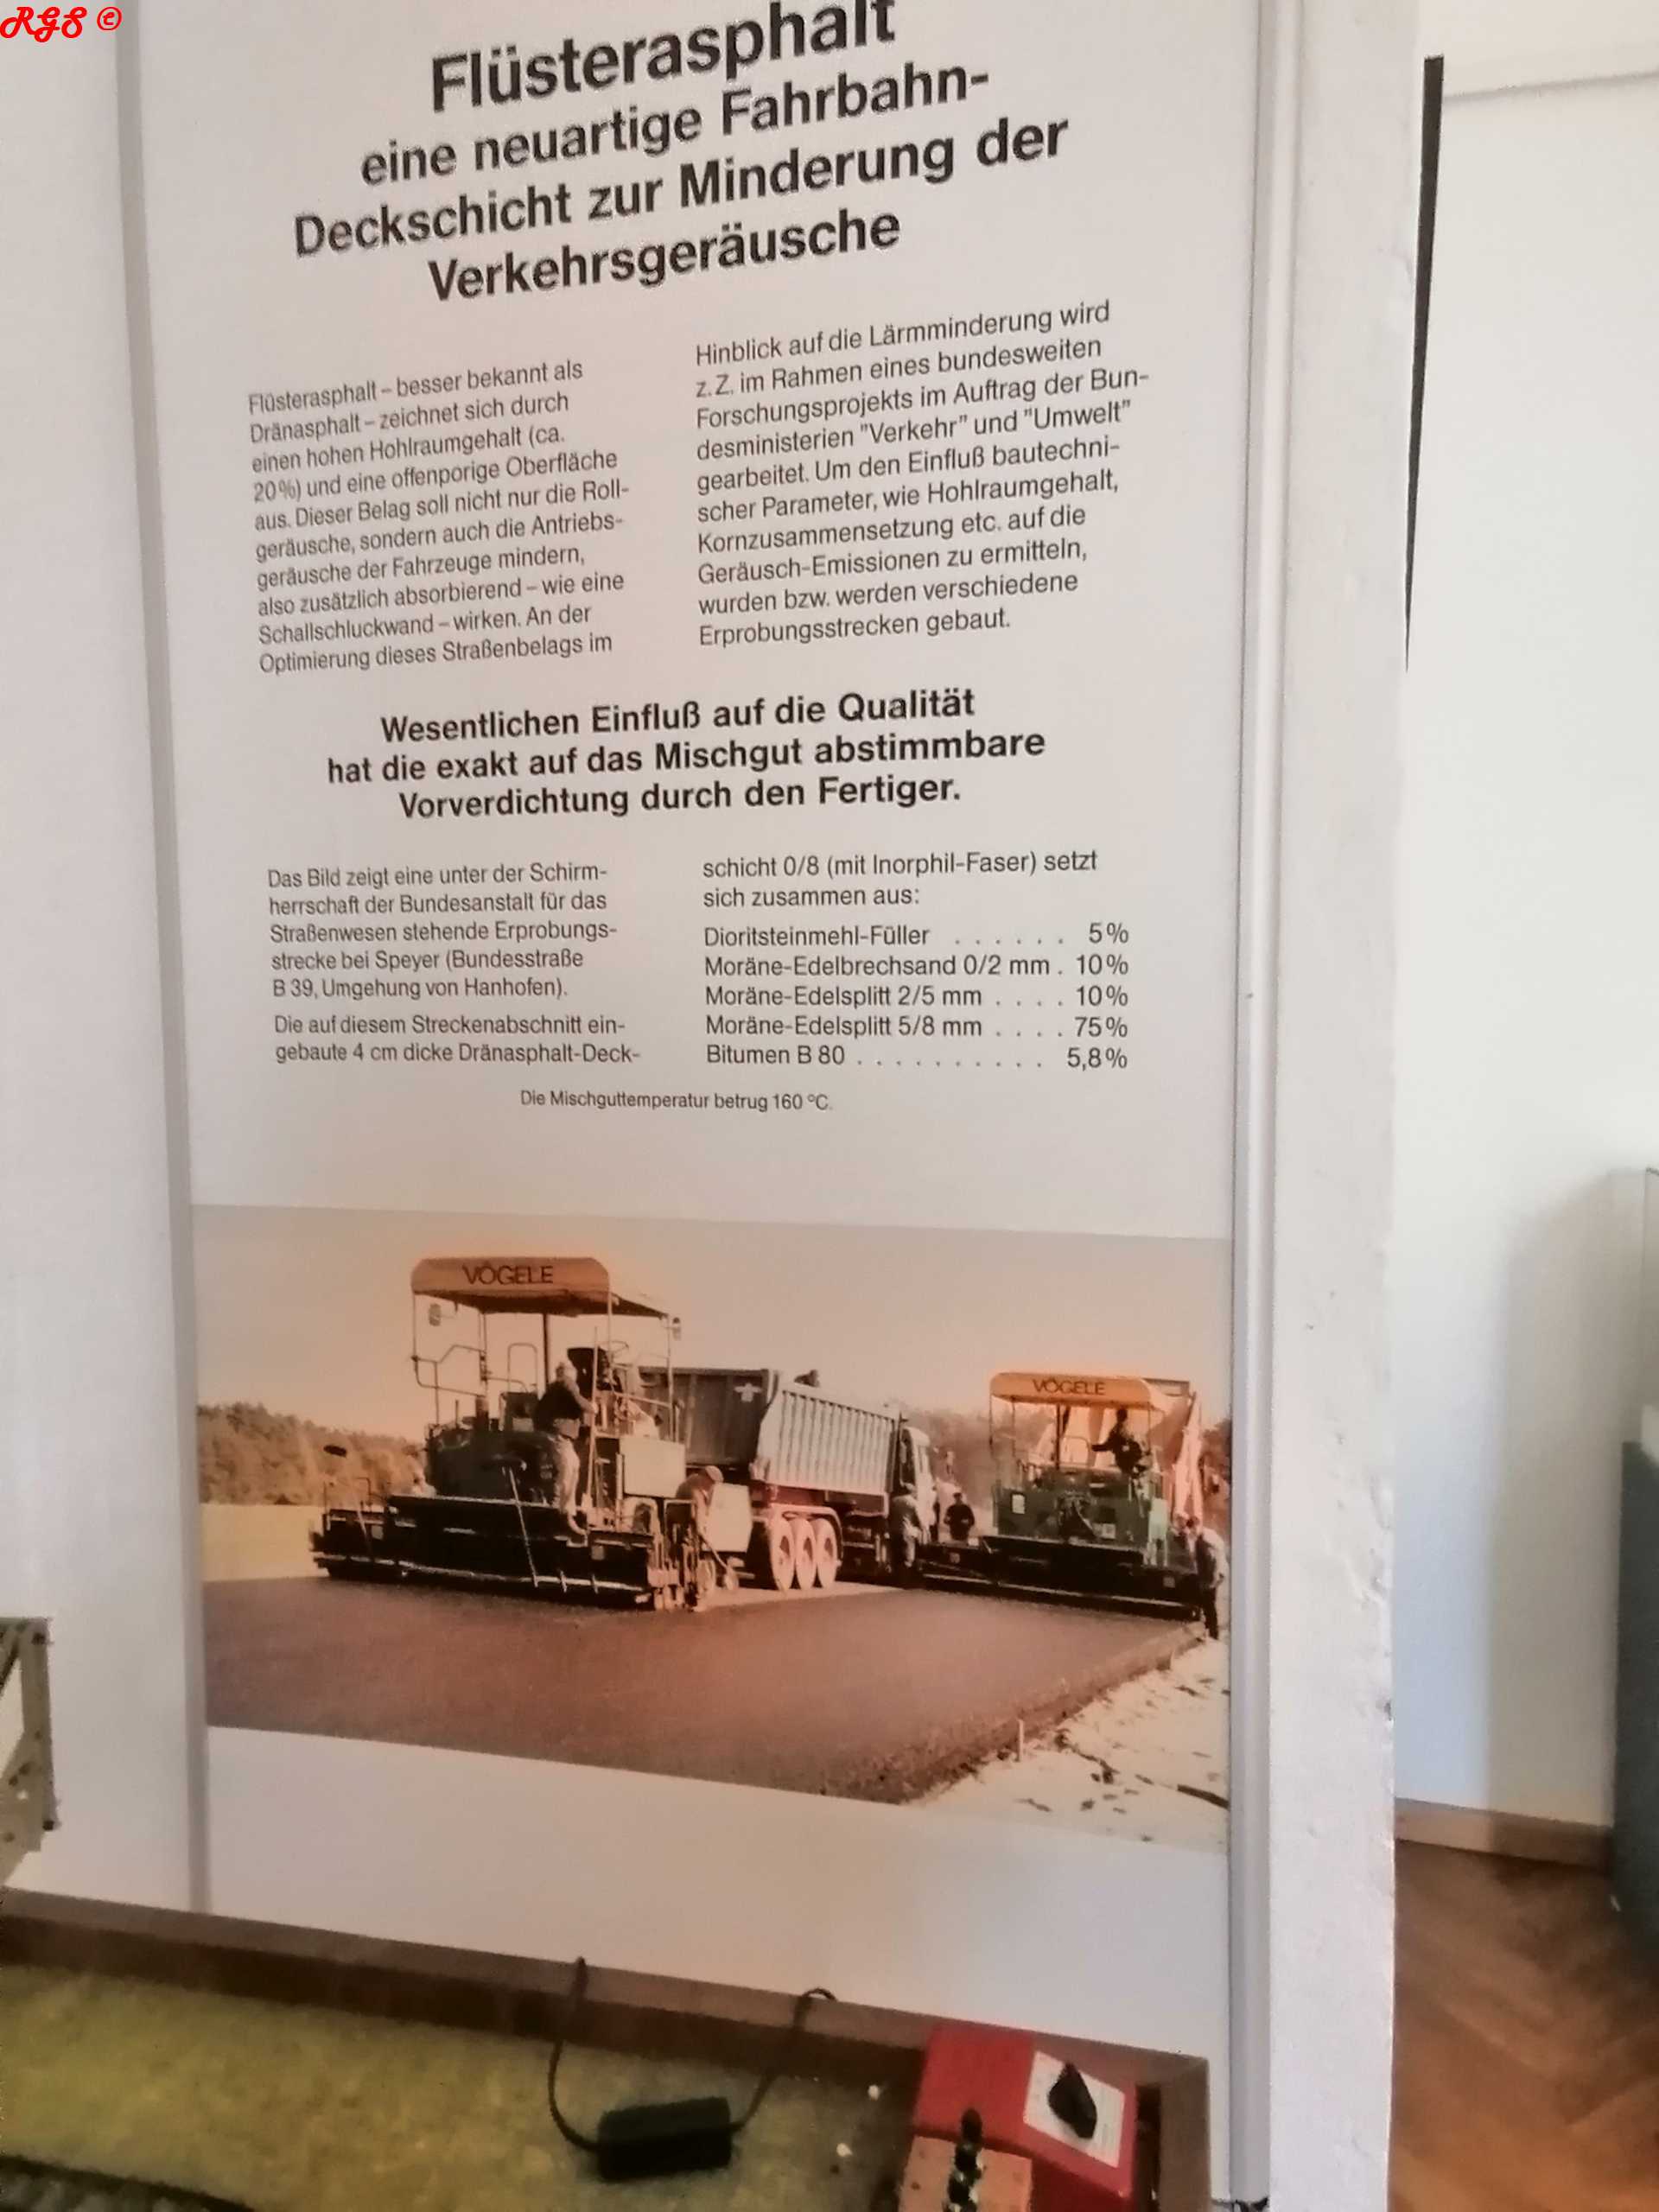 RGS ©
Flüsterasphalt
eine neuartige Fahrbahn-
Deckschicht zur Minderung der
Verkehrsgeräusche
Flüsterasphalt – besser bekannt als
Dränasphalt – zeichnet sich durch
einen hohen Hohlraumgehalt (ca.
20%) und eine offenporige Oberfläche
aus. Dieser Belag soll nicht nur die Roll-
geräusche, sondern auch die Antriebs-
geräusche der Fahrzeuge mindern,
also zusätzlich absorbierend – wie eine
Schallschluckwand – wirken. An der
Optimierung dieses Straßenbelags im
Hinblick auf die Lärmminderung wird
z. Z. im Rahmen eines bundesweiten
Forschungsprojekts im Auftrag der Bun-
desministerien "Verkehr" und "Umwelt"
gearbeitet. Um den Einfluß bautechni-
scher Parameter, wie Hohlraumgehalt,
Kornzusammensetzung etc. auf die
Geräusch-Emissionen zu ermitteln,
wurden bzw. werden verschiedene
Erprobungsstrecken gebaut.
Wesentlichen Einfluß auf die Qualität
hat die exakt auf das Mischgut abstimmbare
Vorverdichtung durch den Fertiger.
Das Bild zeigt eine unter der Schirm-
herrschaft der Bundesanstalt für das
Straßenwesen stehende Erprobungs-
strecke bei Speyer (Bundesstraße
B 39, Umgehung von Hanhofen).
Die auf diesem Streckenabschnitt ein-
gebaute 4 cm dicke Dränasphalt-Deck-
schicht 0/8 (mit Inorphil-Faser) setzt
sich zusammen aus:
Dioritsteinmehl-Füller . . . . . . 5%
Moräne-Edelbrechsand 0/2 mm . 10%
Moräne-Edelsplitt 2/5 mm . . . . 10%
Moräne-Edelsplitt 5/8 mm . . . . 75%
Bitumen B 80 . . . . . . . . . . 5,8%
Die Mischguttemperatur betrug 160 °C.
VÖGELE
VÖGELE